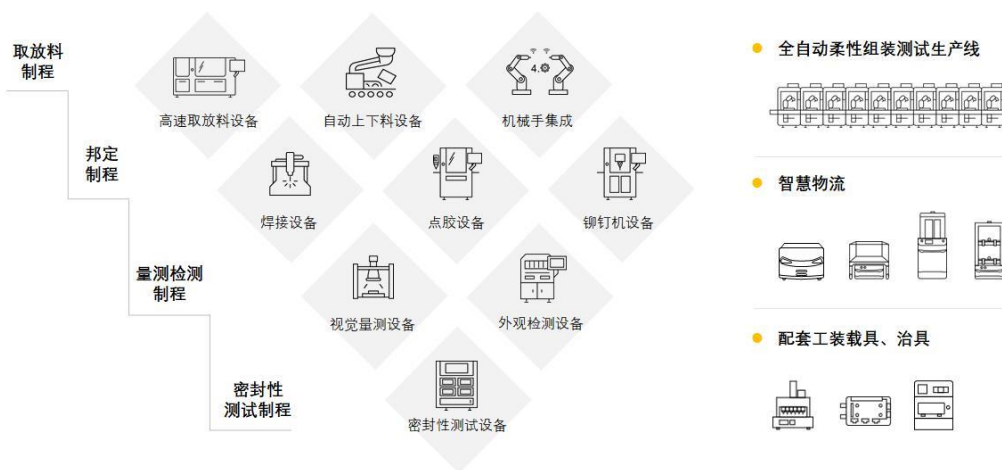 取放料
制程
高速取放料设备
自动上下料设备
4.
机械手集成
邦定
制程
焊接设备
点胶设备
铆钉机设备
量测检测
制程
视觉量测设备
外观检测设备
密封性
测试制程
密封性测试设备
全自动柔性组装测试生产线
智慧物流
配套工装载具、治具